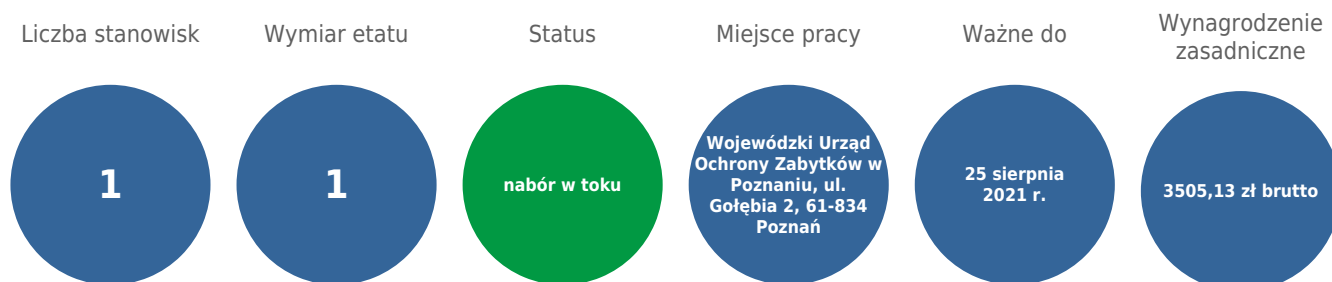 Liczba stanowisk
Wymiar etatu
Status
Miejsce pracy
Ważne do
Wynagrodzenie
zasadnicze
1
1
nabór w toku
Wojewódzki Urząd
Ochrony Zabytków w
Poznaniu, ul.
Gołębia 2, 61-834
Poznań
25 sierpnia
2021 r.
3505,13 zł brutto